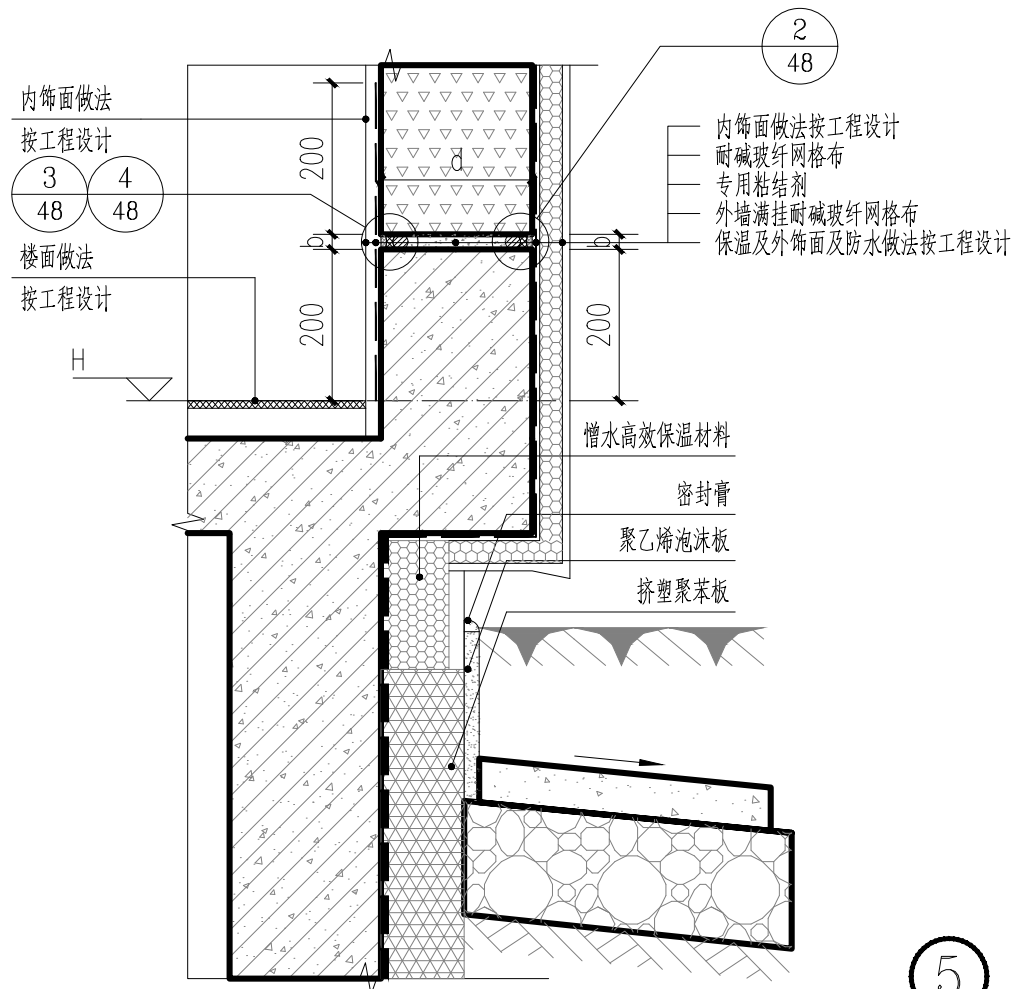 2
48
内饰面做法
按工程设计
3
48
4
48
楼面做法
按工程设计
H
200
b
200
d
b
200
内饰面做法按工程设计
耐碱玻纤网格布
专用粘结剂
外墙满挂耐碱玻纤网格布
保温及外饰面及防水做法按工程设计
憎水高效保温材料
密封膏
聚乙烯泡沫板
挤塑聚苯板
5